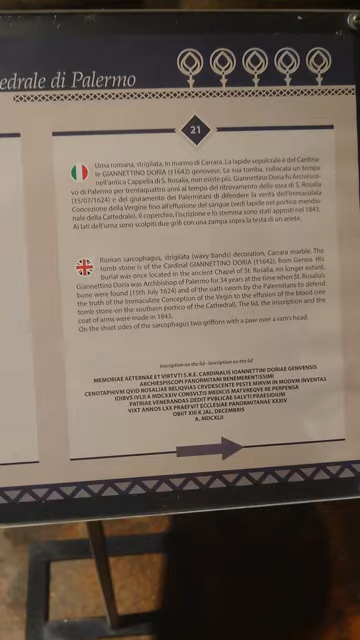 edrale di Palermo
21
Urna romana, strigilata, in marmo di Carrara. La lapide sepolcrale è del Cardina-
le GIANNETTINO DORIA (†1642) genovese. La sua tomba, collocata un tempo
nell'antica Cappella di S. Rosalia, non esiste più. Giannettino Doria fu Arcivesco-
vo di Palermo per trentaquattro anni al tempo del ritrovamento delle ossa di S. Rosalia
(15/07/1624) e del giuramento dei Palermitani di difendere la verità dell'Immacolata
Concezione della Vergine fino all'effusione del sangue (vedi lapide nel portico meridio-
nale della Cattedrale). Il coperchio, l'iscrizione e lo stemma sono stati apposti nel 1843.
Ai lati dell'urna sono scolpiti due grifi con una zampa sopra la testa di un ariete.
Roman sarcophagus, strigilata (wavy bands) decoration, Carrara marble. The
tomb stone is of the Cardinal GIANNETTINO DORIA (†1642), from Genoa. His
burial was once located in the ancient Chapel of St. Rosalia, no longer extant.
Giannettino Doria was Archbishop of Palermo for 34 years at the time when St. Rosalia's
bone were found (15th July 1624) and of the oath sworn by the Palermitans to defend
the truth of the Immaculate Conception of the Virgin to the effusion of the blood (see
tomb stone on the southern portico of the Cathedral). The lid, the inscription and the
coat of arms were made in 1843.
On the short sides of the sarcophagus two griffons with a paw over a ram's head.
Inscription on the lid - Inscription on the lid
MEMORIAE AETERNAE ET VIRTVTI S.R.E. CARDINALIS IOANNETTINI DORIAE GENVENSIS
ARCHIESPISCOPI PANORMITANI BENEMERENTISSIMI
CENOTAPHIVM QVID ROSALIAE RELIQVIAS CRVDESCENTE PESTE MIRVM IN MODVM INVENTAS
IDIBVS IVLII A MDCXXIV CONSVLTIS MEDICIS MATVREQVE RE PERPENSA
PATRIAE VENERANDAS DEDIT PVBLICAE SALVTI PRAESIDIUM
VIXT ANNOS LXX PRAEFVIT ECCLESIAE PANORMITANAE XXXIV
OBIIT XIII K JAL. DECEMBRIS
A. MDCXLII